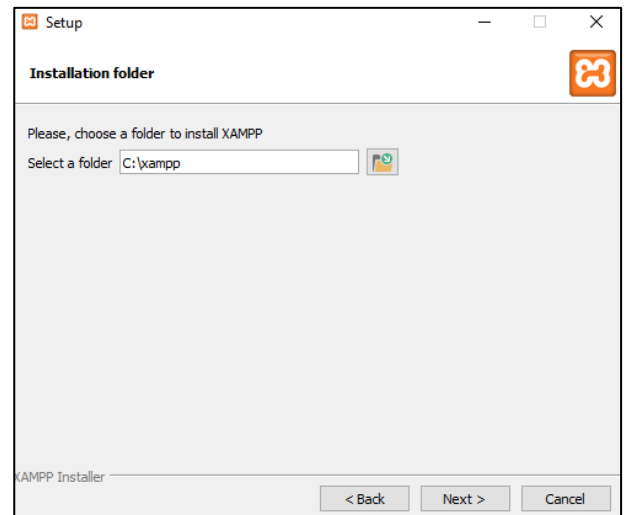 Setup
Installation folder
Please, choose a folder to install XAMPP
Select a folder C:\xampp
XAMPP Installer
< Back Next > Cancel